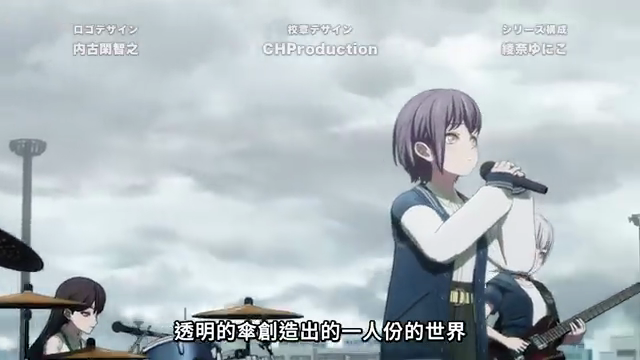 ロゴデザイン
内古閑智之
校章デザイン
CHProduction
シリーズ構成
綾奈ゆにこ
透明的傘創造出的一人份的世界